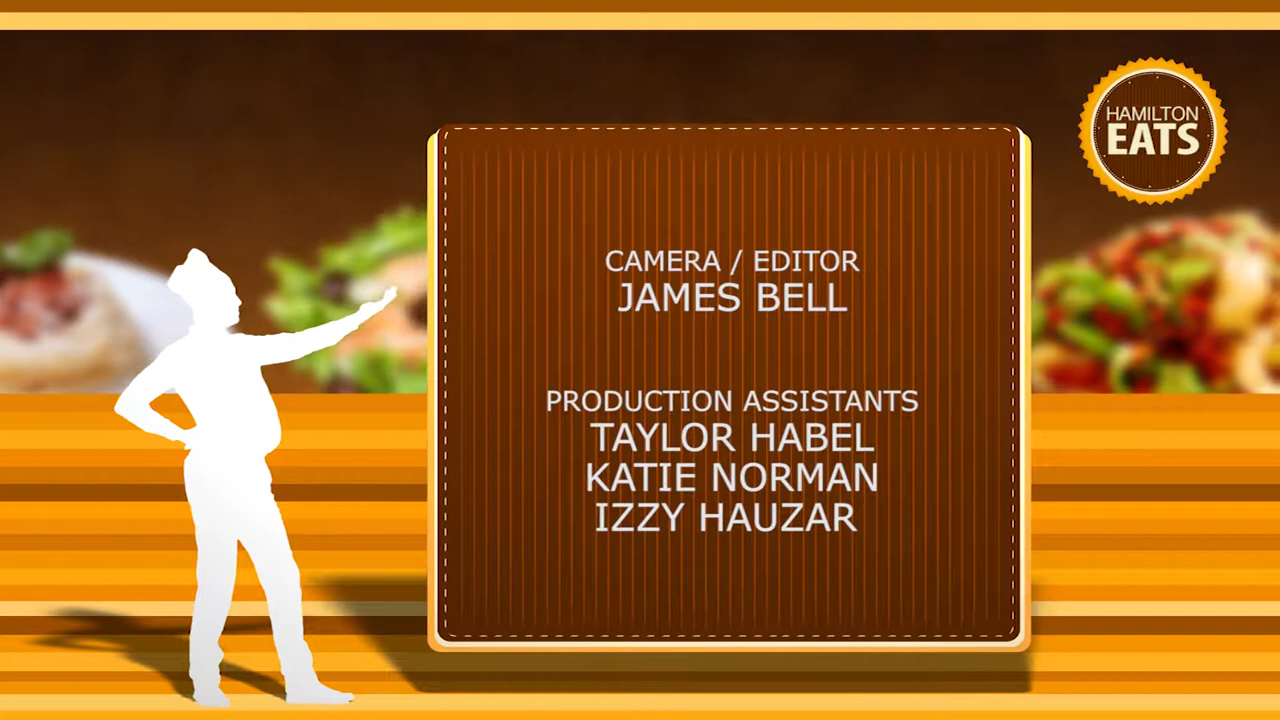 HAMILTON
EATS
CAMERA / EDITOR
JAMES BELL
PRODUCTION ASSISTANTS
TAYLOR HABEL
KATIE NORMAN
IZZY HAUZAR